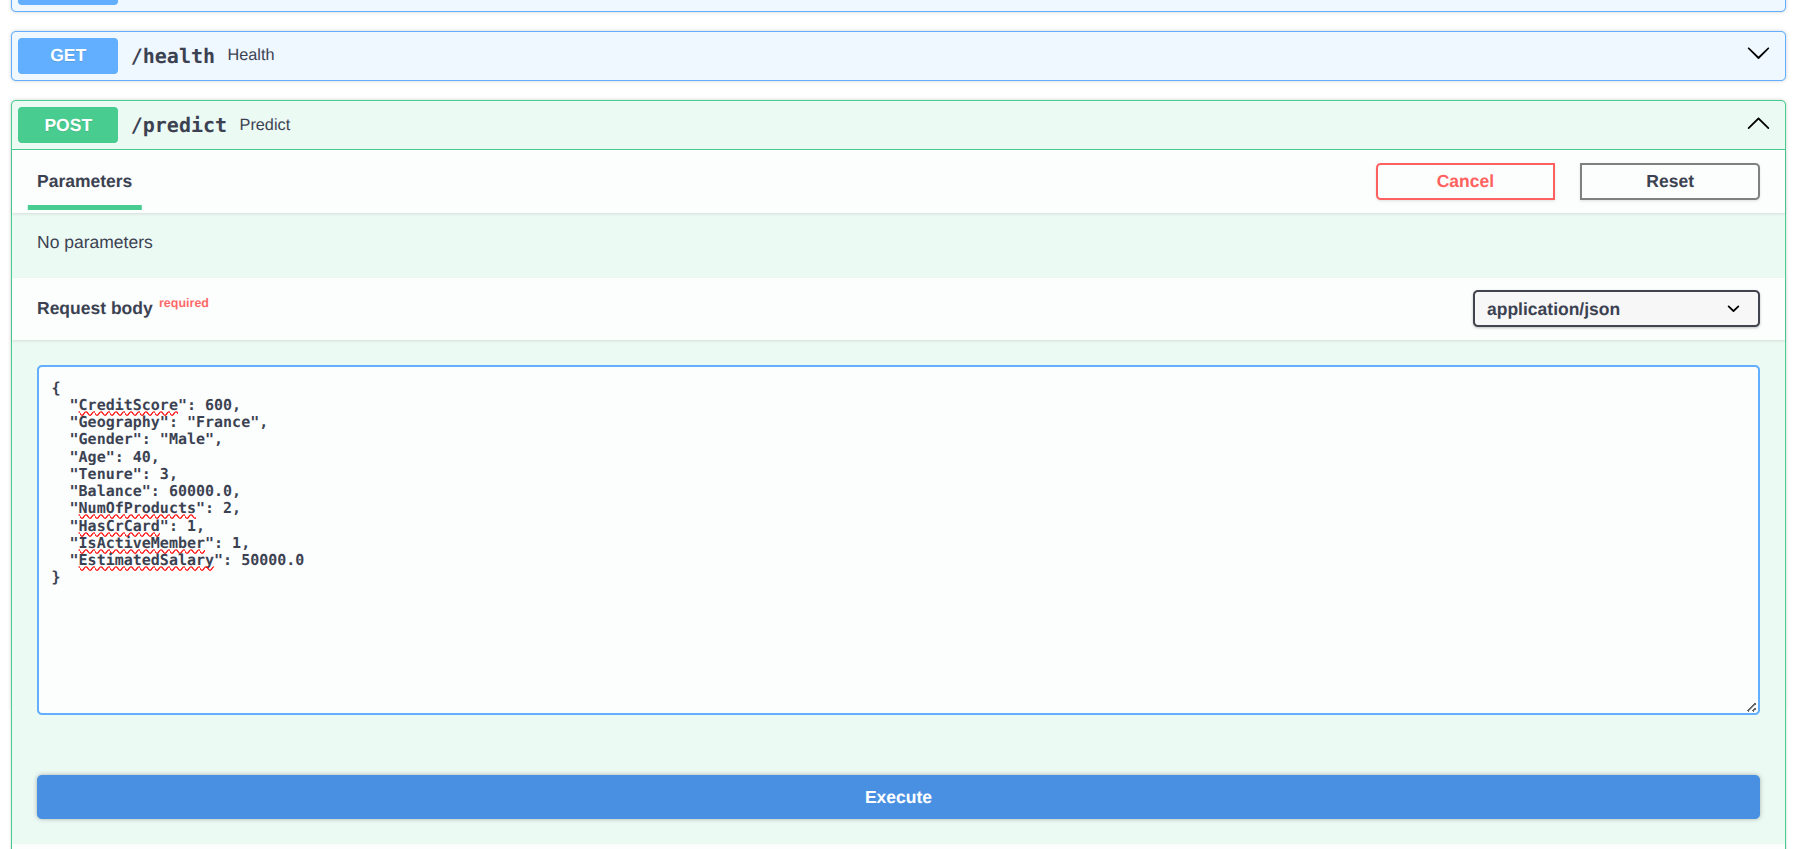 GET /health Health
POST /predict Predict
Parameters
Cancel
Reset
No parameters
Request body required
application/json
{
  "CreditScore": 600,
  "Geography": "France",
  "Gender": "Male",
  "Age": 40,
  "Tenure": 3,
  "Balance": 60000.0,
  "NumOfProducts": 2,
  "HasCrCard": 1,
  "IsActiveMember": 1,
  "EstimatedSalary": 50000.0
}
Execute